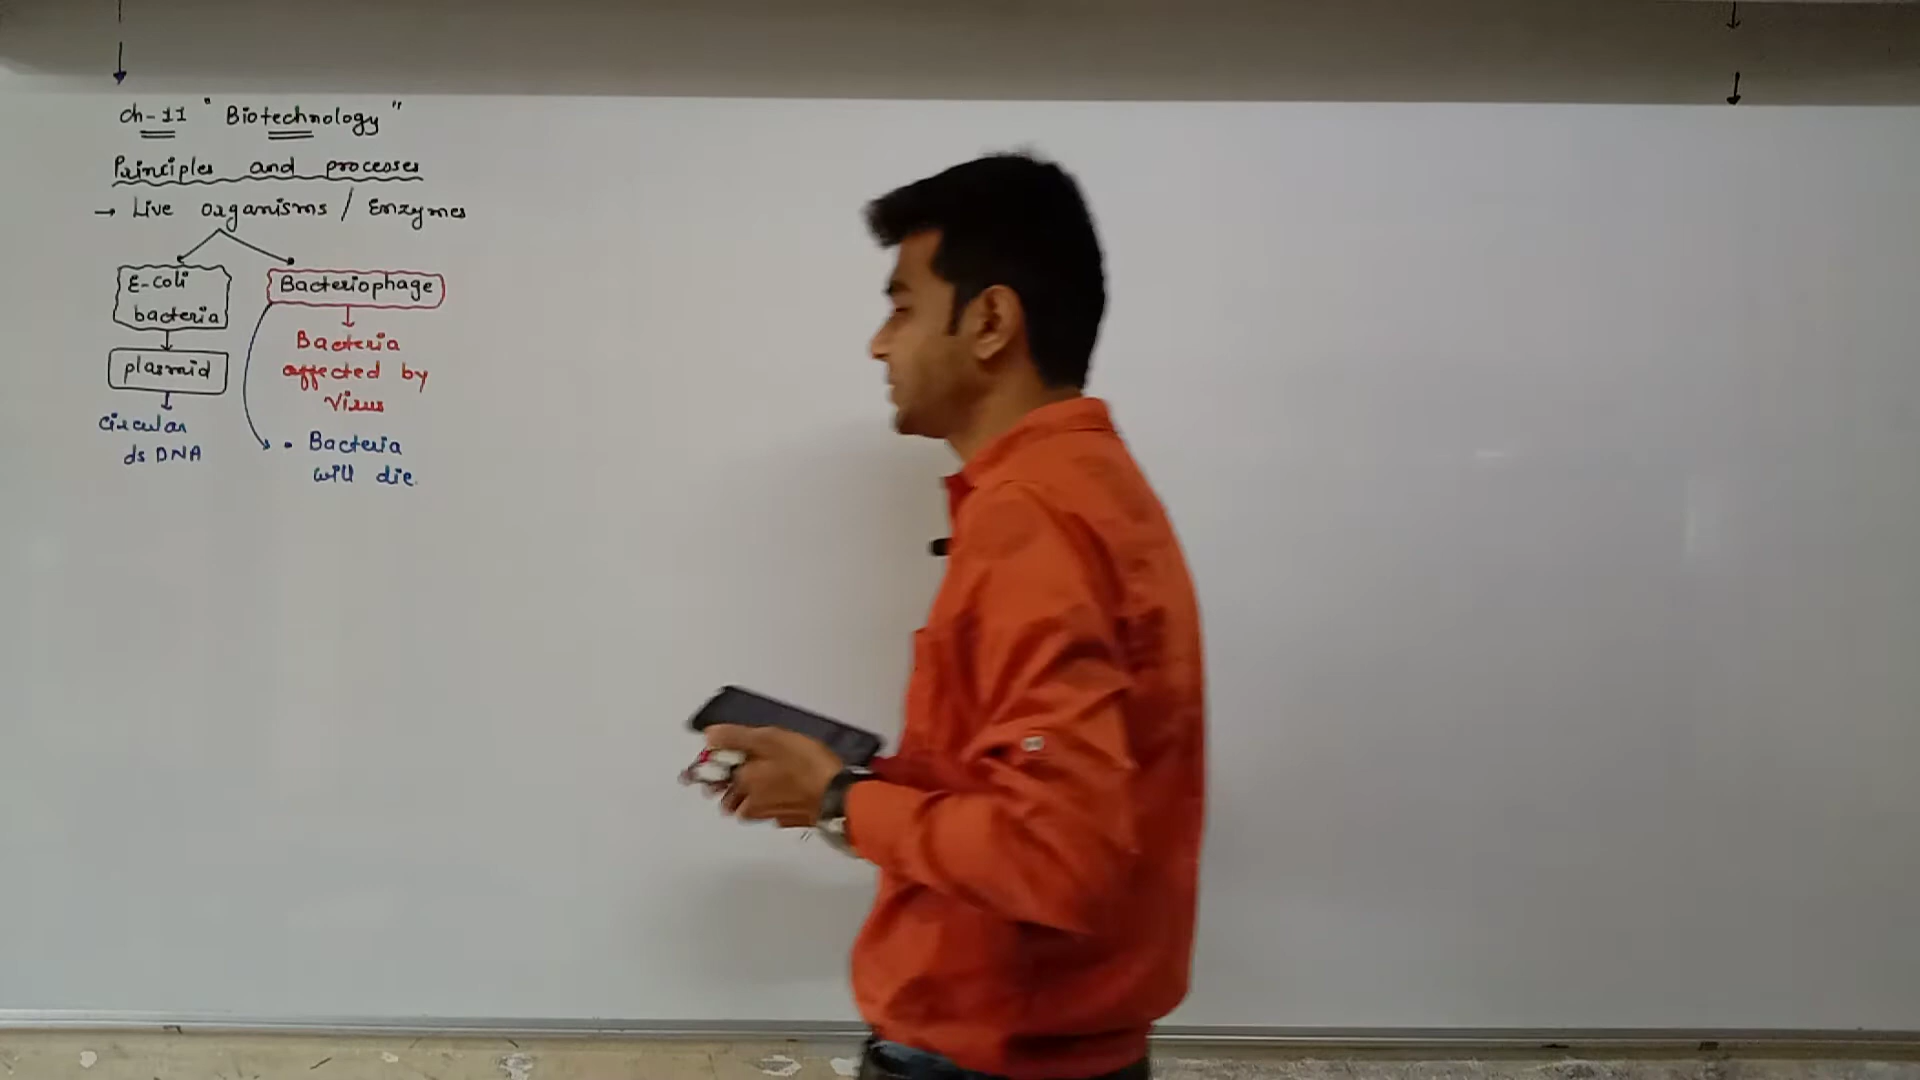 ch-11 "Biotechnology"
Principles and processes
→ Live organisms / Enzymes
E-coli
bacteria
Bacteriophage
plasmid
circular
ds DNA
Bacteria
affected by
Virus
• Bacteria
will die.